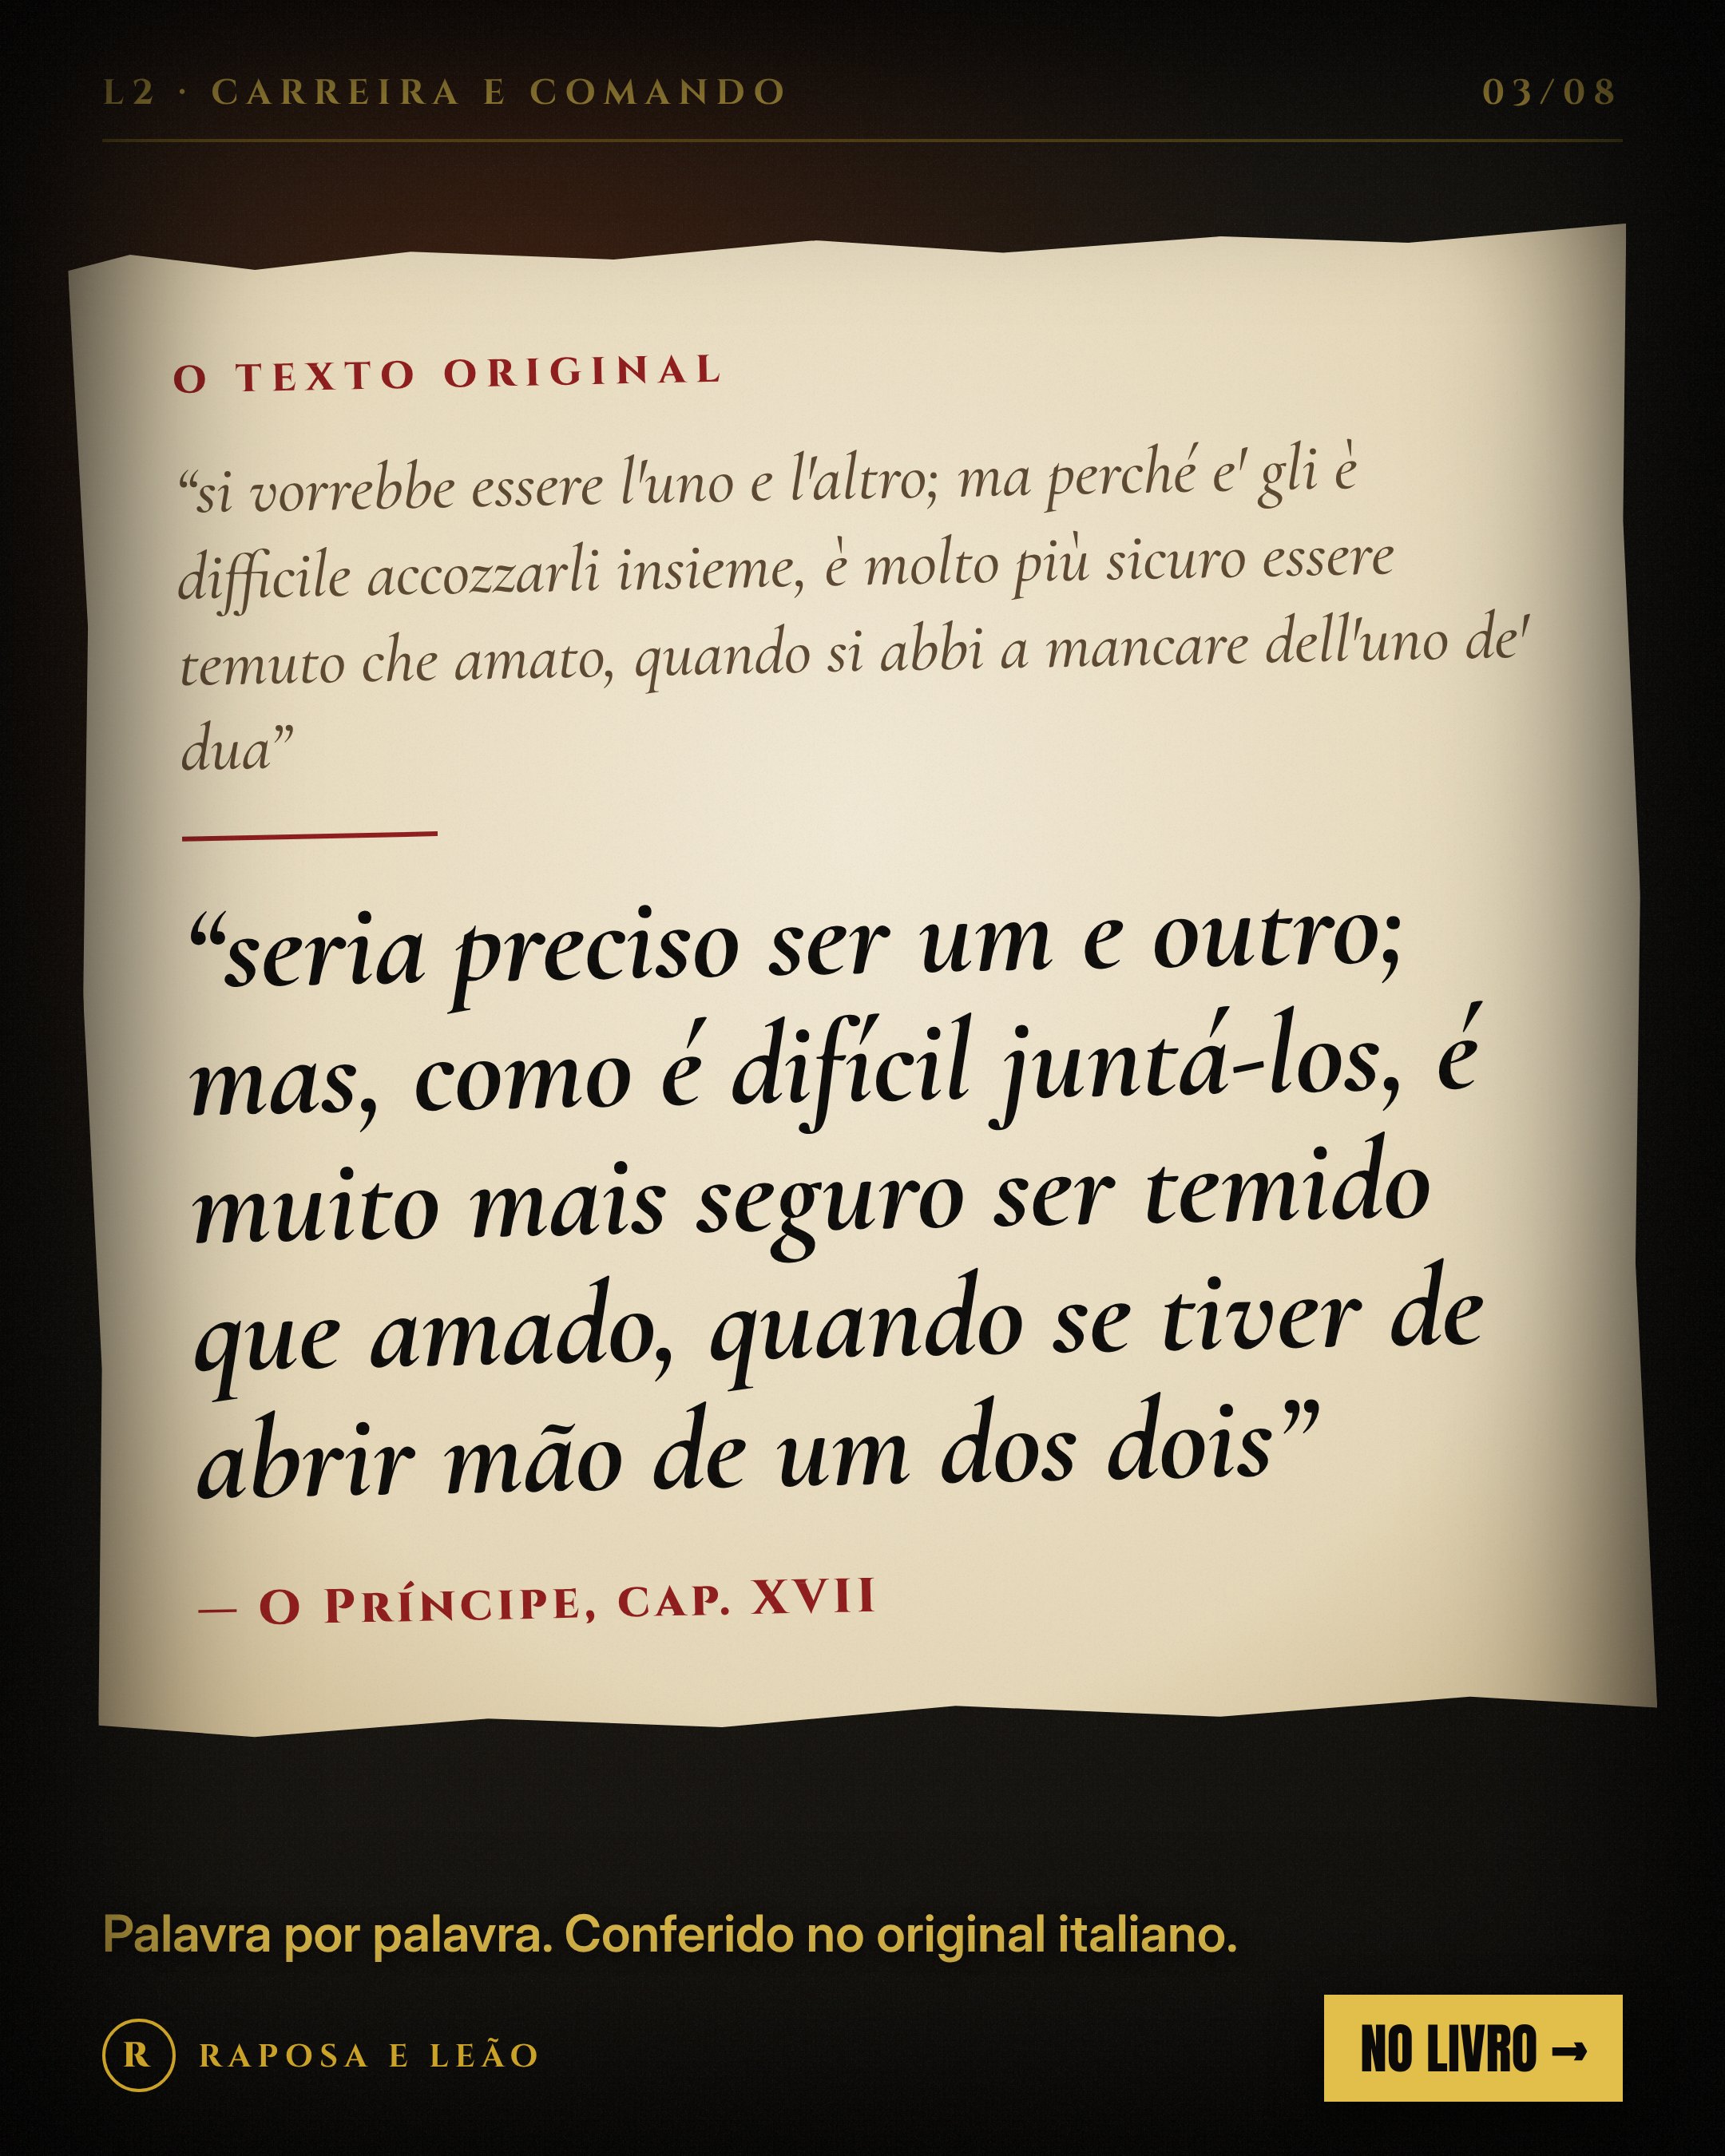 L2 · CARREIRA E COMANDO
03/08
O TEXTO ORIGINAL
“si vorrebbe essere l'uno e l'altro; ma perché e' gli è
difficile accozzarli insieme, è molto più sicuro essere
temuto che amato, quando si abbi a mancare dell'uno de'
dua”
“seria preciso ser um e outro;
mas, como é difícil juntá-los, é
muito mais seguro ser temido
que amado, quando se tiver de
abrir mão de um dos dois”
— O PRÍNCIPE, CAP. XVII
Palavra por palavra. Conferido no original italiano.
R RAPOSA E LEÃO
NO LIVRO →